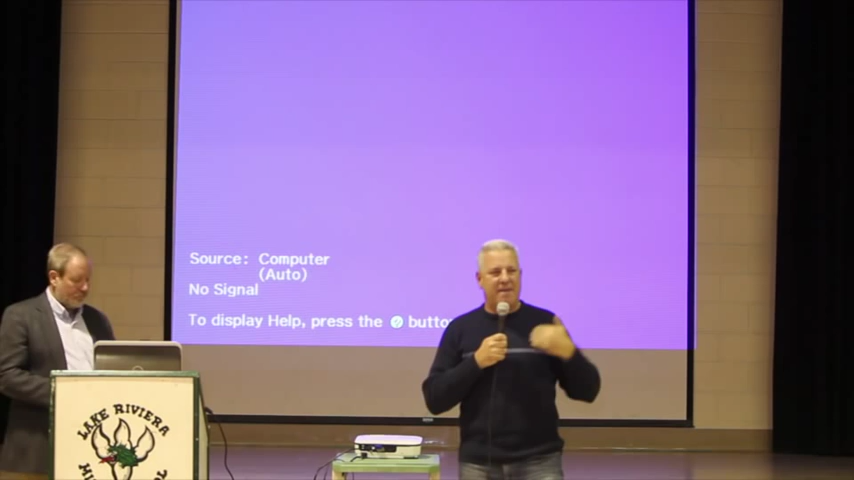 Source: Computer
(Auto)
No Signal
To display Help, press the
LAKE RIVIERA